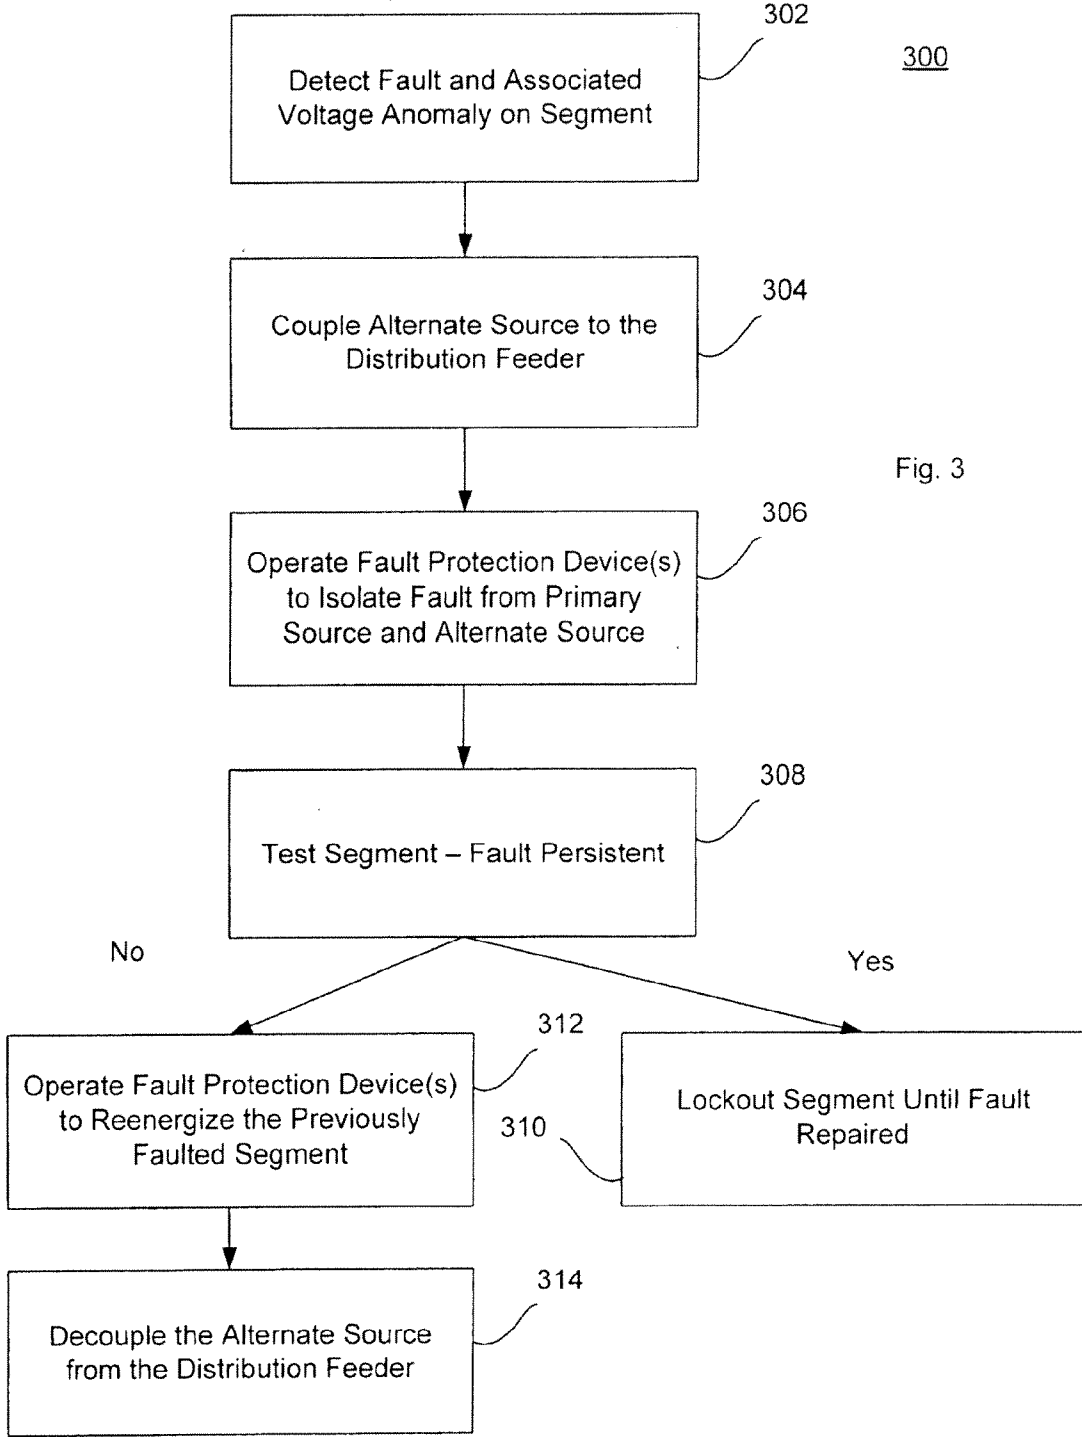 302
300
Detect Fault and Associated
Voltage Anomaly on Segment
304
Couple Alternate Source to the
Distribution Feeder
Fig. 3
306
Operate Fault Protection Device(s)
to Isolate Fault from Primary
Source and Alternate Source
308
Test Segment – Fault Persistent
No
Yes
312
Operate Fault Protection Device(s)
to Reenergize the Previously
Faulted Segment
310
Lockout Segment Until Fault
Repaired
314
Decouple the Alternate Source
from the Distribution Feeder